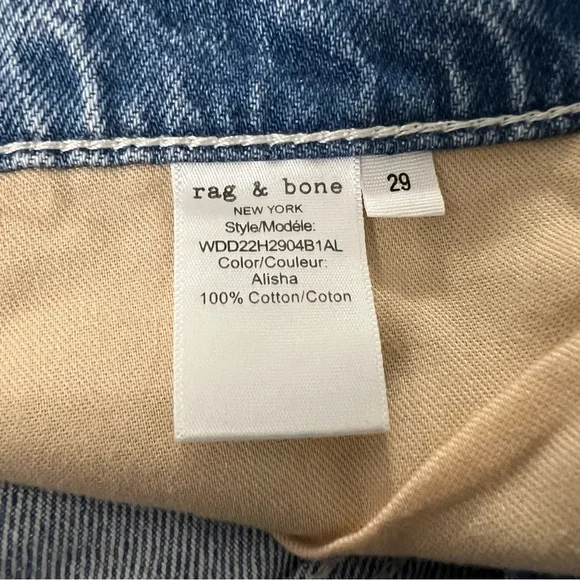 rag & bone
NEW YORK
Style/Modéle:
WDD22H2904B1AL
Color/Couleur:
Alisha
100% Cotton/Coton
29